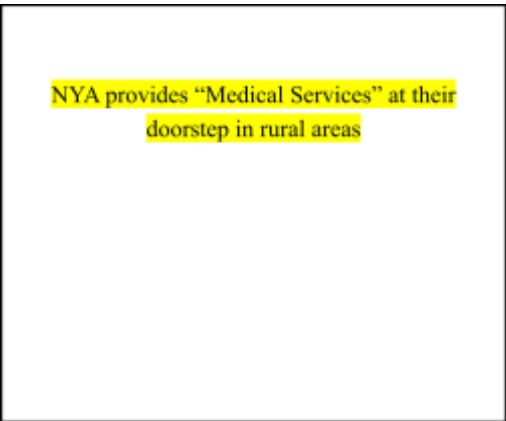 NYA provides “Medical Services” at their
doorstep in rural areas